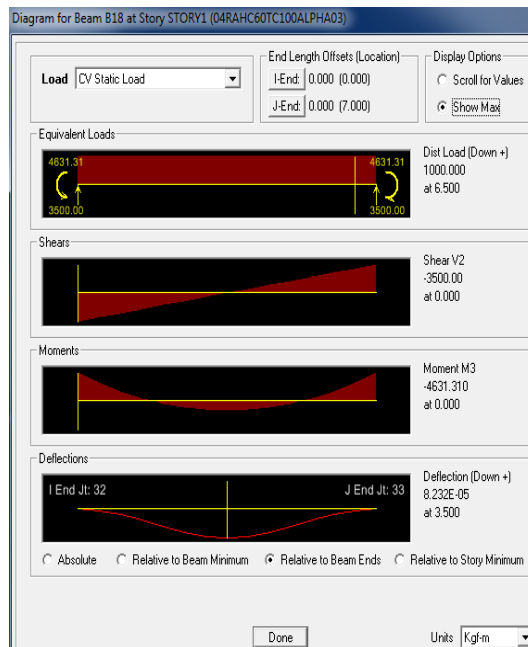 Diagram for Beam B18 at Story STORY1 (04RAHC60TC100ALPHA03)
Load CV Static Load
End Length Offsets (Location)
I-End: 0.000 (0.000)
J-End: 0.000 (7.000)
Display Options
Scroll for Values
Show Max
Equivalent Loads
4631.31 4631.31
3500.00 3500.00
Dist Load (Down +)
1000.000
at 6.500
Shears
Shear V2
-3500.00
at 0.000
Moments
Moment M3
-4631.310
at 0.000
Deflections
I End Jt: 32 J End Jt: 33
Deflection (Down +)
8.232E-05
at 3.500
Absolute Relative to Beam Minimum Relative to Beam Ends Relative to Story Minimum
Done Units Kgf-m